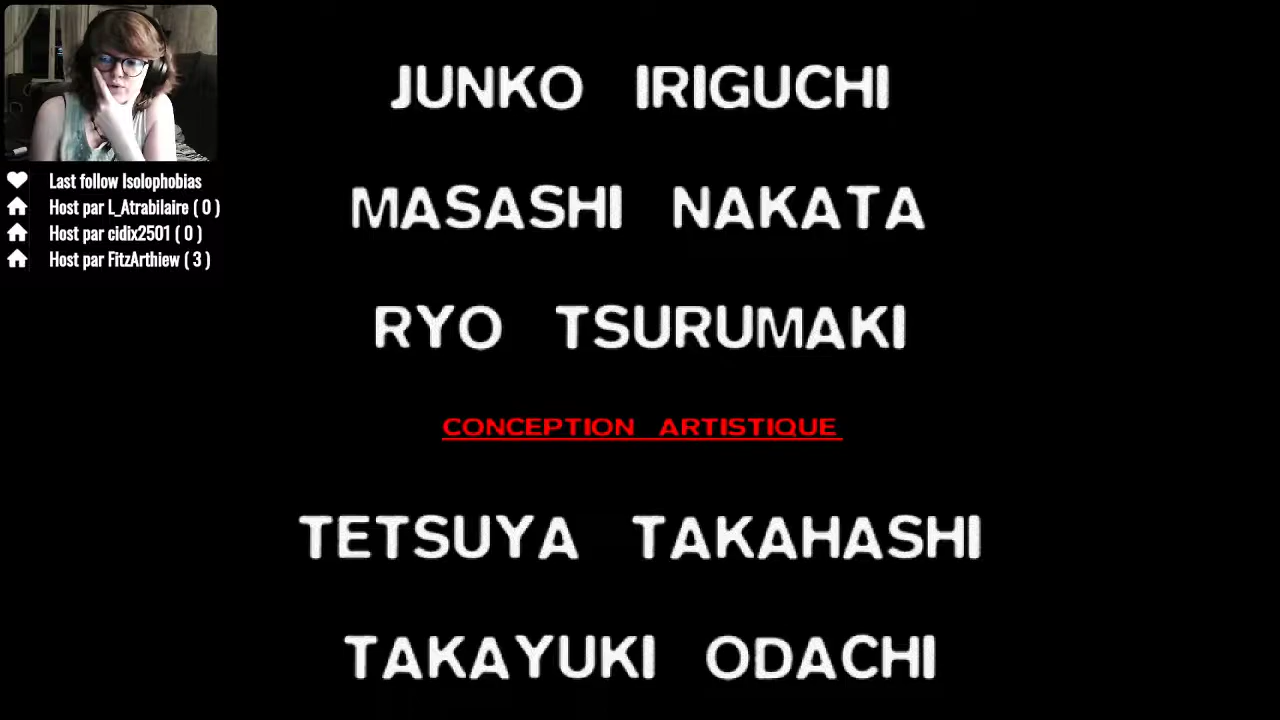 JUNKO IRIGUCHI
MASASHI NAKATA
RYO TSURUMAKI
CONCEPTION ARTISTIQUE
TETSUYA TAKAHASHI
TAKAYUKI ODACHI
Last follow Isolophobias
Host par L_Atrabilaire ( 0 )
Host par cidix2501 ( 0 )
Host par FitzArthiew ( 3 )